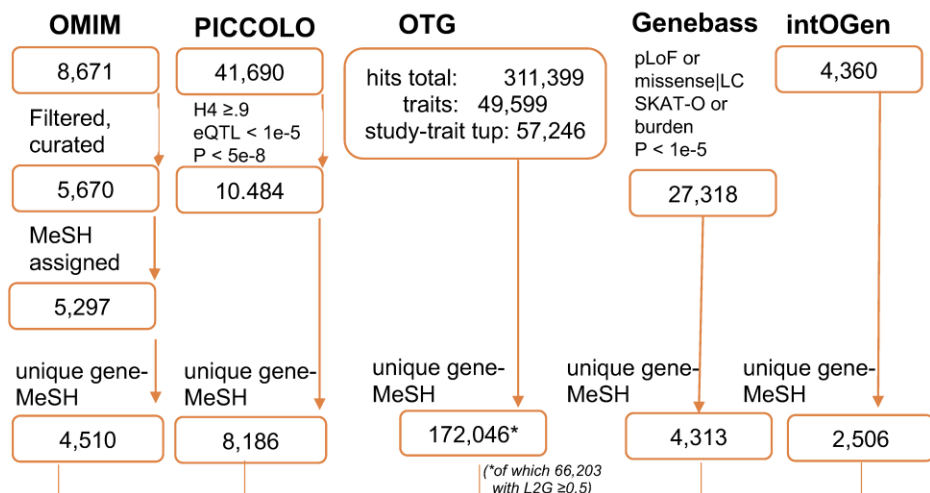 OMIM
8,671
Filtered,
curated
5,670
MeSH
assigned
5,297
unique gene-
MeSH
4,510
PICCOLO
41,690
H4 ≥.9
eQTL < 1e-5
P < 5e-8
10.484
unique gene-
MeSH
8,186
OTG
hits total: 311,399
traits: 49,599
study-trait tup: 57,246
unique gene-
MeSH
172,046*
(*of which 66,203
with L2G ≥0.5)
Genebass
pLoF or
missense|LC
SKAT-O or
burden
P < 1e-5
27,318
unique gene-
MeSH
4,313
intOGen
4,360
unique gene-
MeSH
2,506